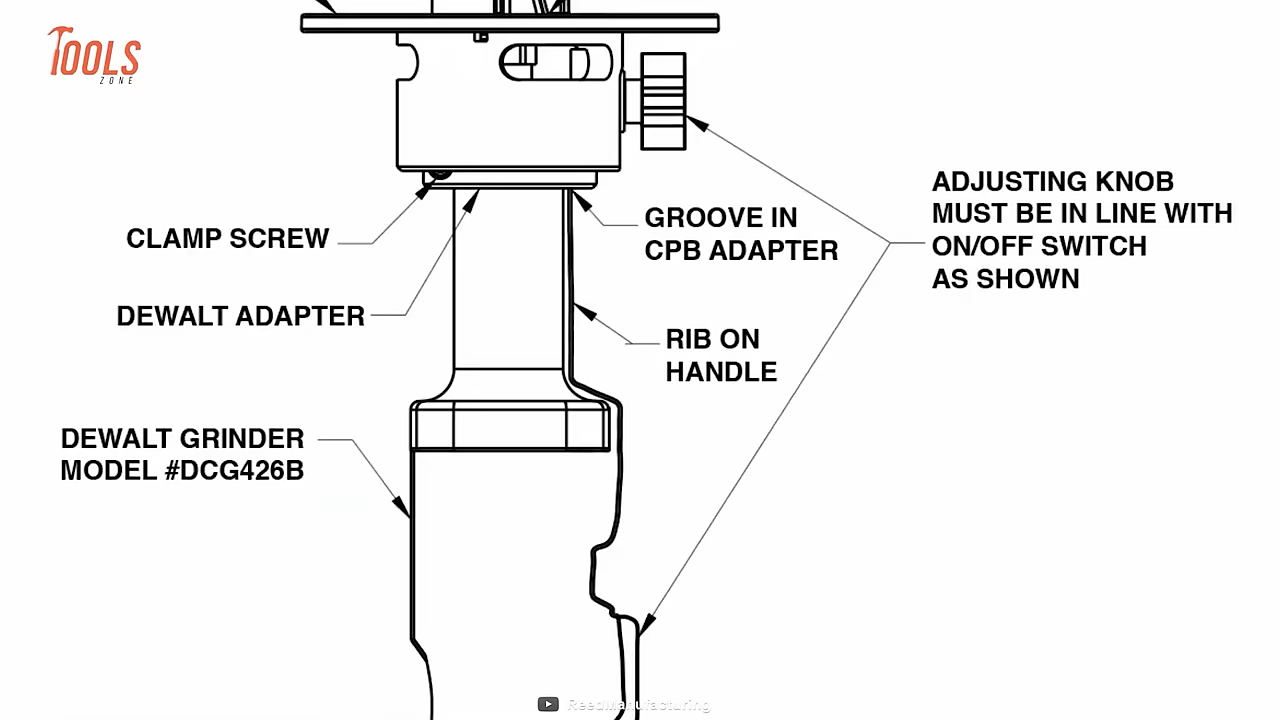 TOOLS
ZONE
ADJUSTING KNOB
MUST BE IN LINE WITH
ON/OFF SWITCH
AS SHOWN
GROOVE IN
CPB ADAPTER
CLAMP SCREW
DEWALT ADAPTER
RIB ON
HANDLE
DEWALT GRINDER
MODEL #DCG426B
ReedManufacturing